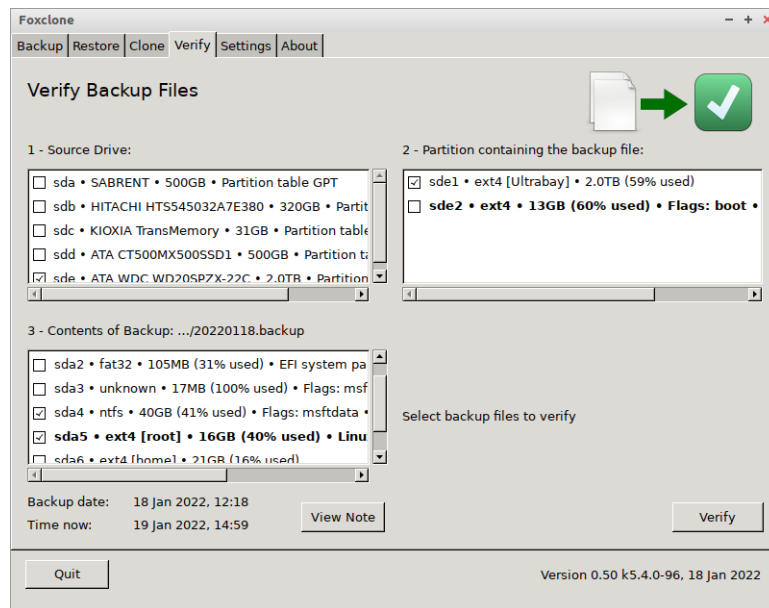 Foxclone
Backup Restore Clone Verify Settings About
Verify Backup Files
1 - Source Drive:
sda • SABRENT • 500GB • Partition table GPT
sdb • HITACHI HTS545032A7E380 • 320GB • Partit
sdc • KIOXIA TransMemory • 31GB • Partition table
sdd • ATA CT500MX500SSD1 • 500GB • Partition ta
sde • ATA WDC WD20SPZX-22C • 2.0TB • Partition
2 - Partition containing the backup file:
sde1 • ext4 [Ultrabay] • 2.0TB (59% used)
sde2 • ext4 • 13GB (60% used) • Flags: boot •
3 - Contents of Backup: .../20220118.backup
sda2 • fat32 • 105MB (31% used) • EFI system pa
sda3 • unknown • 17MB (100% used) • Flags: msf
sda4 • ntfs • 40GB (41% used) • Flags: msftdata •
sda5 • ext4 [root] • 16GB (40% used) • Linu
sda6 • ext4 [home] • 21GB (16% used)
Select backup files to verify
Backup date: 18 Jan 2022, 12:18
Time now: 19 Jan 2022, 14:59
View Note
Verify
Quit
Version 0.50 k5.4.0-96, 18 Jan 2022